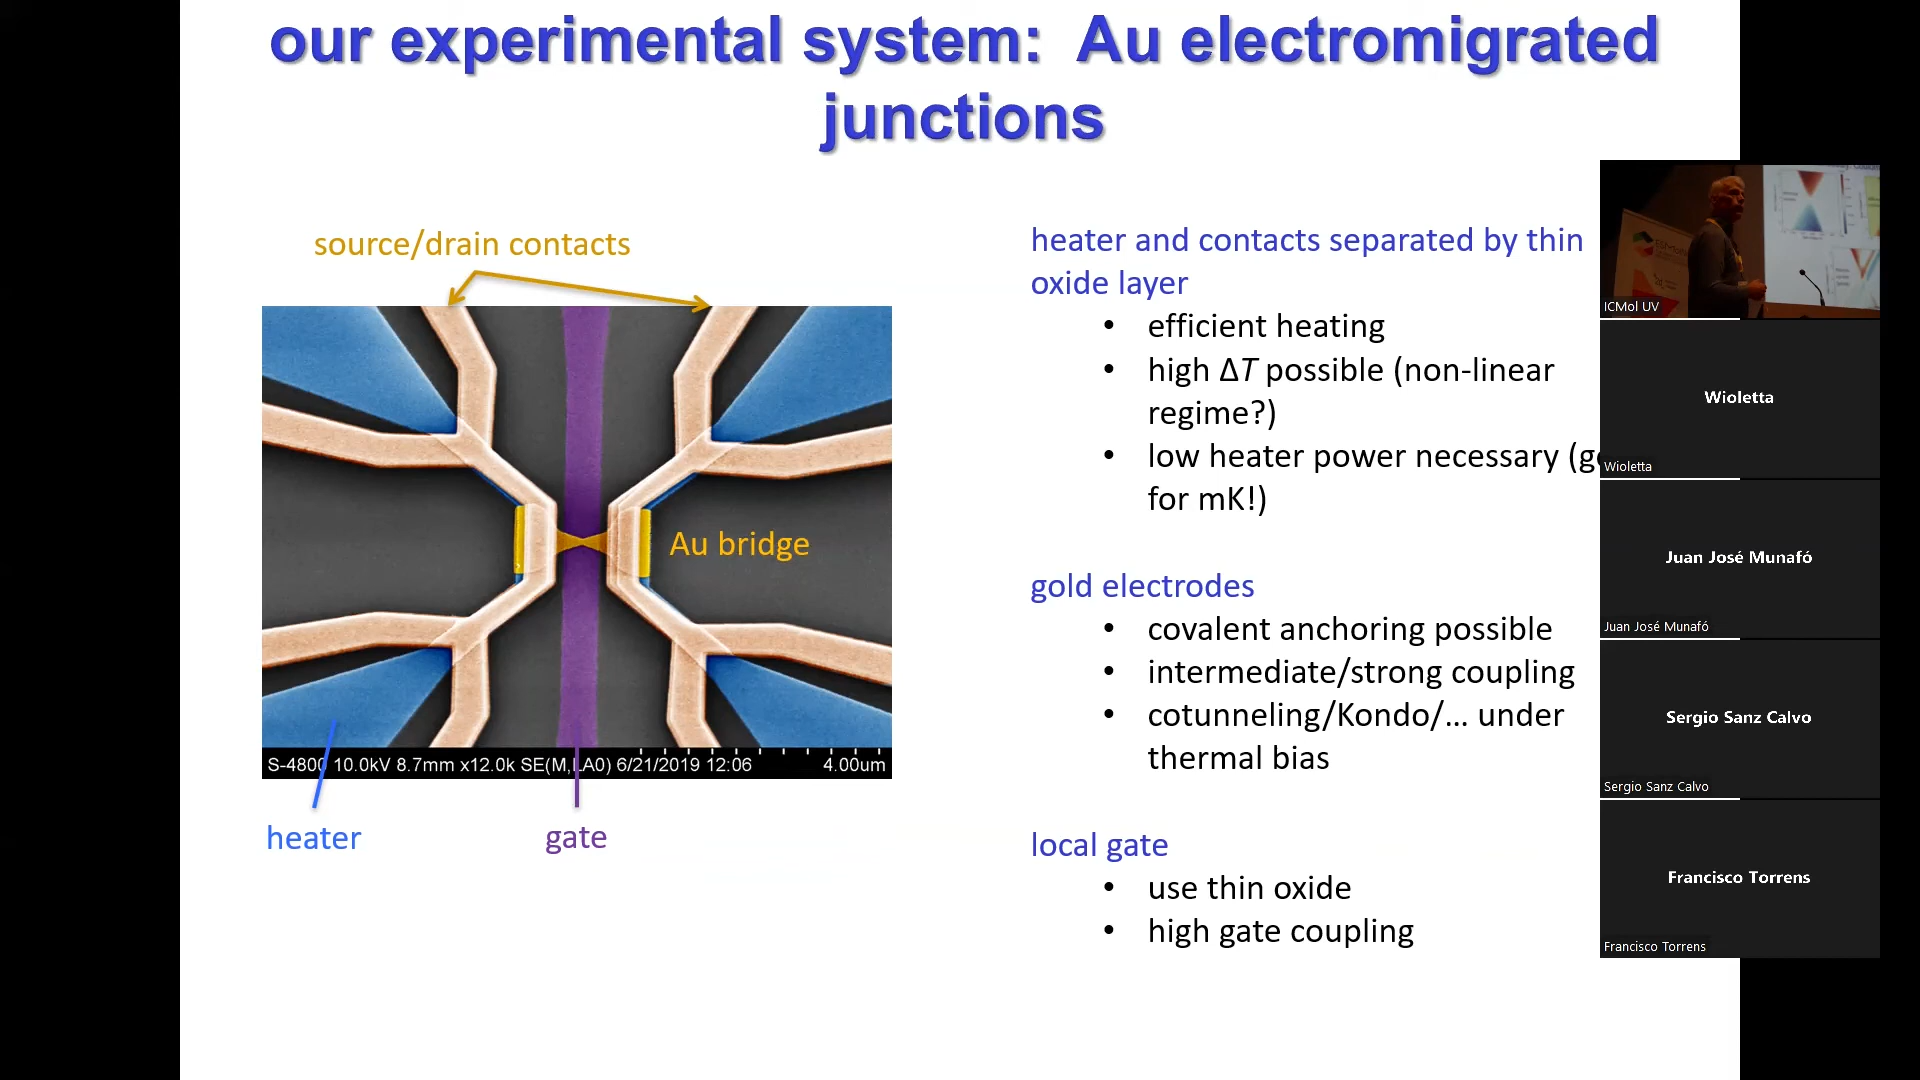 our experimental system: Au electromigrated
junctions
source/drain contacts
Au bridge
S-4800 10.0kV 8.7mm x12.0k SE(M,LA0) 6/21/2019 12:06
4.00um
heater
gate
heater and contacts separated by thin
oxide layer
• efficient heating
• high ΔT possible (non-linear
regime?)
• low heater power necessary
for mK!)
gold electrodes
• covalent anchoring possible
• intermediate/strong coupling
• cotunneling/Kondo/... under
thermal bias
local gate
• use thin oxide
• high gate coupling
ICMol UV
Wioletta
Wioletta
Juan José Munafó
Juan José Munafó
Sergio Sanz Calvo
Sergio Sanz Calvo
Francisco Torrens
Francisco Torrens